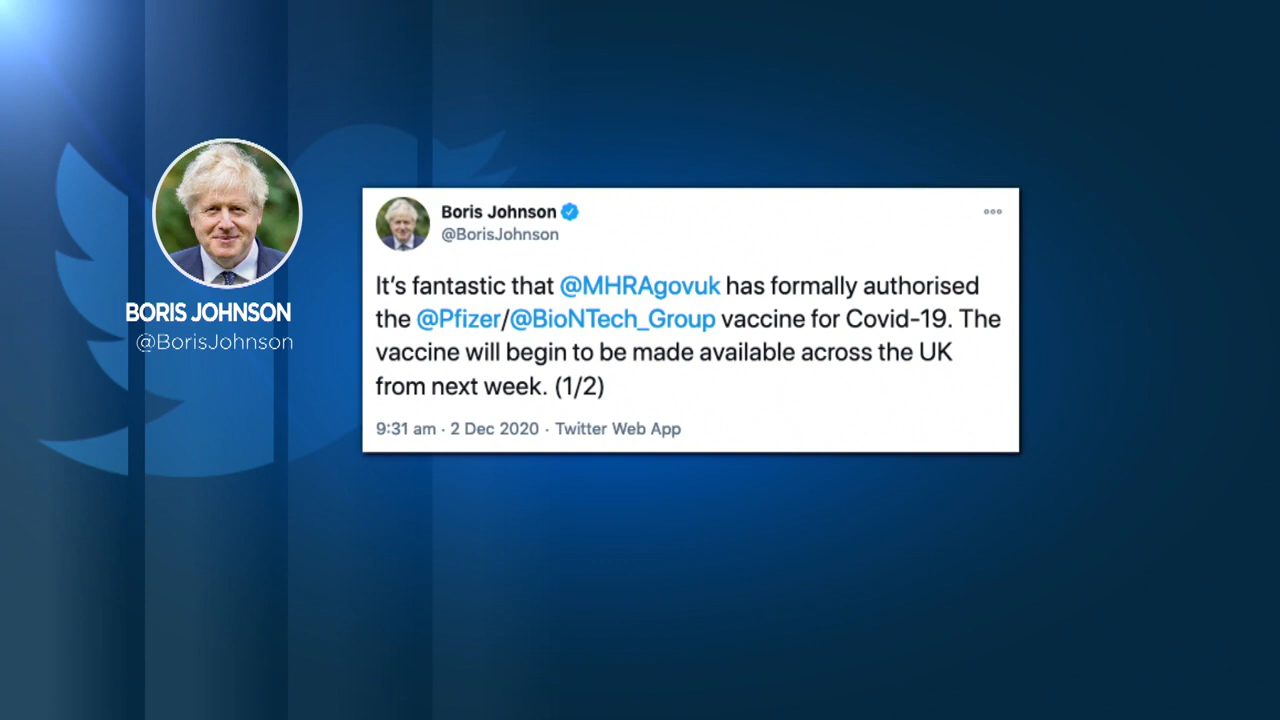 BORIS JOHNSON
@BorisJohnson
Boris Johnson
@BorisJohnson
It's fantastic that @MHRAgovuk has formally authorised
the @Pfizer/@BioNTech_Group vaccine for Covid-19. The
vaccine will begin to be made available across the UK
from next week. (1/2)
9:31 am · 2 Dec 2020 · Twitter Web App